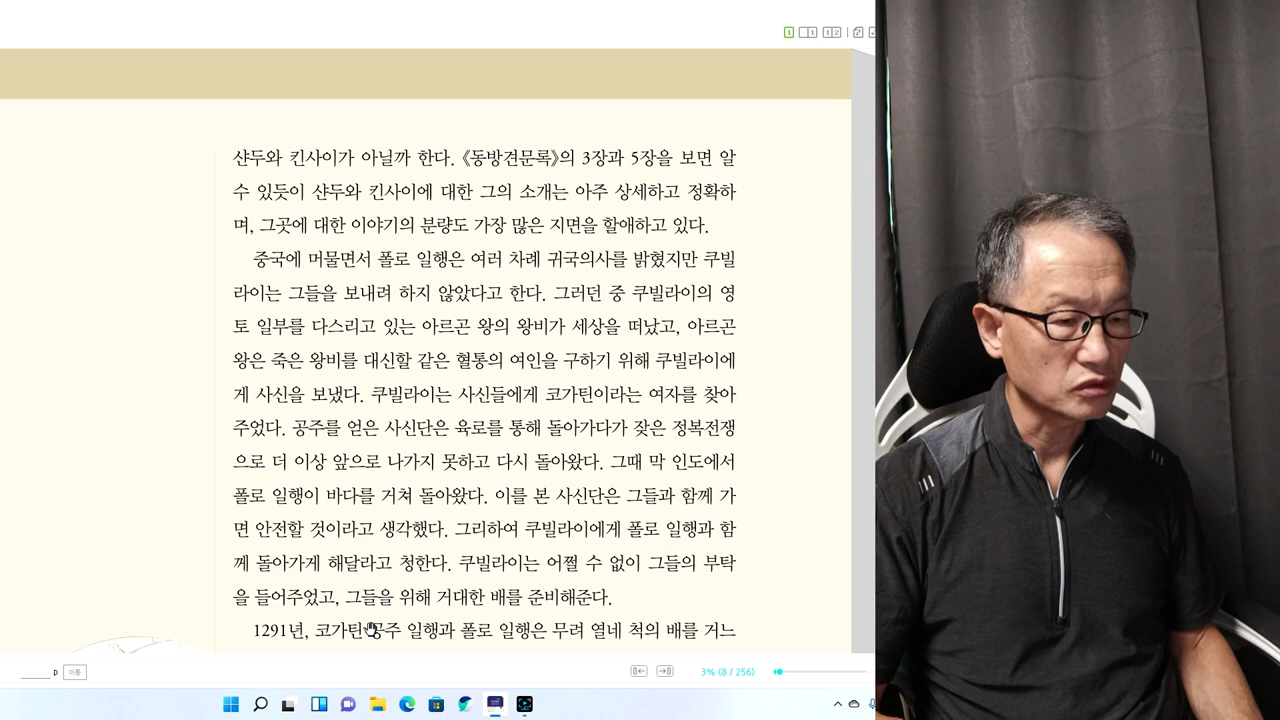 샨두와 킨사이가 아닐까 한다. 《동방견문록》의 3장과 5장을 보면 알
수 있듯이 샨두와 킨사이에 대한 그의 소개는 아주 상세하고 정확하
며, 그곳에 대한 이야기의 분량도 가장 많은 지면을 할애하고 있다.
중국에 머물면서 폴로 일행은 여러 차례 귀국의사를 밝혔지만 쿠빌
라이는 그들을 보내려 하지 않았다고 한다. 그러던 중 쿠빌라이의 영
토 일부를 다스리고 있는 아르곤 왕의 왕비가 세상을 떠났고, 아르곤
왕은 죽은 왕비를 대신할 같은 혈통의 여인을 구하기 위해 쿠빌라이에
게 사신을 보냈다. 쿠빌라이는 사신들에게 코가틴이라는 여자를 찾아
주었다. 공주를 얻은 사신단은 육로를 통해 돌아가다가 잦은 정복전쟁
으로 더 이상 앞으로 나가지 못하고 다시 돌아왔다. 그때 막 인도에서
폴로 일행이 바다를 거쳐 돌아왔다. 이를 본 사신단은 그들과 함께 가
면 안전할 것이라고 생각했다. 그리하여 쿠빌라이에게 폴로 일행과 함
께 돌아가게 해달라고 청한다. 쿠빌라이는 어쩔 수 없이 그들의 부탁
을 들어주었고, 그들을 위해 거대한 배를 준비해준다.
1291년, 코가틴 공주 일행과 폴로 일행은 무려 열네 척의 배를 거느
p 이동
3% (8 / 256)